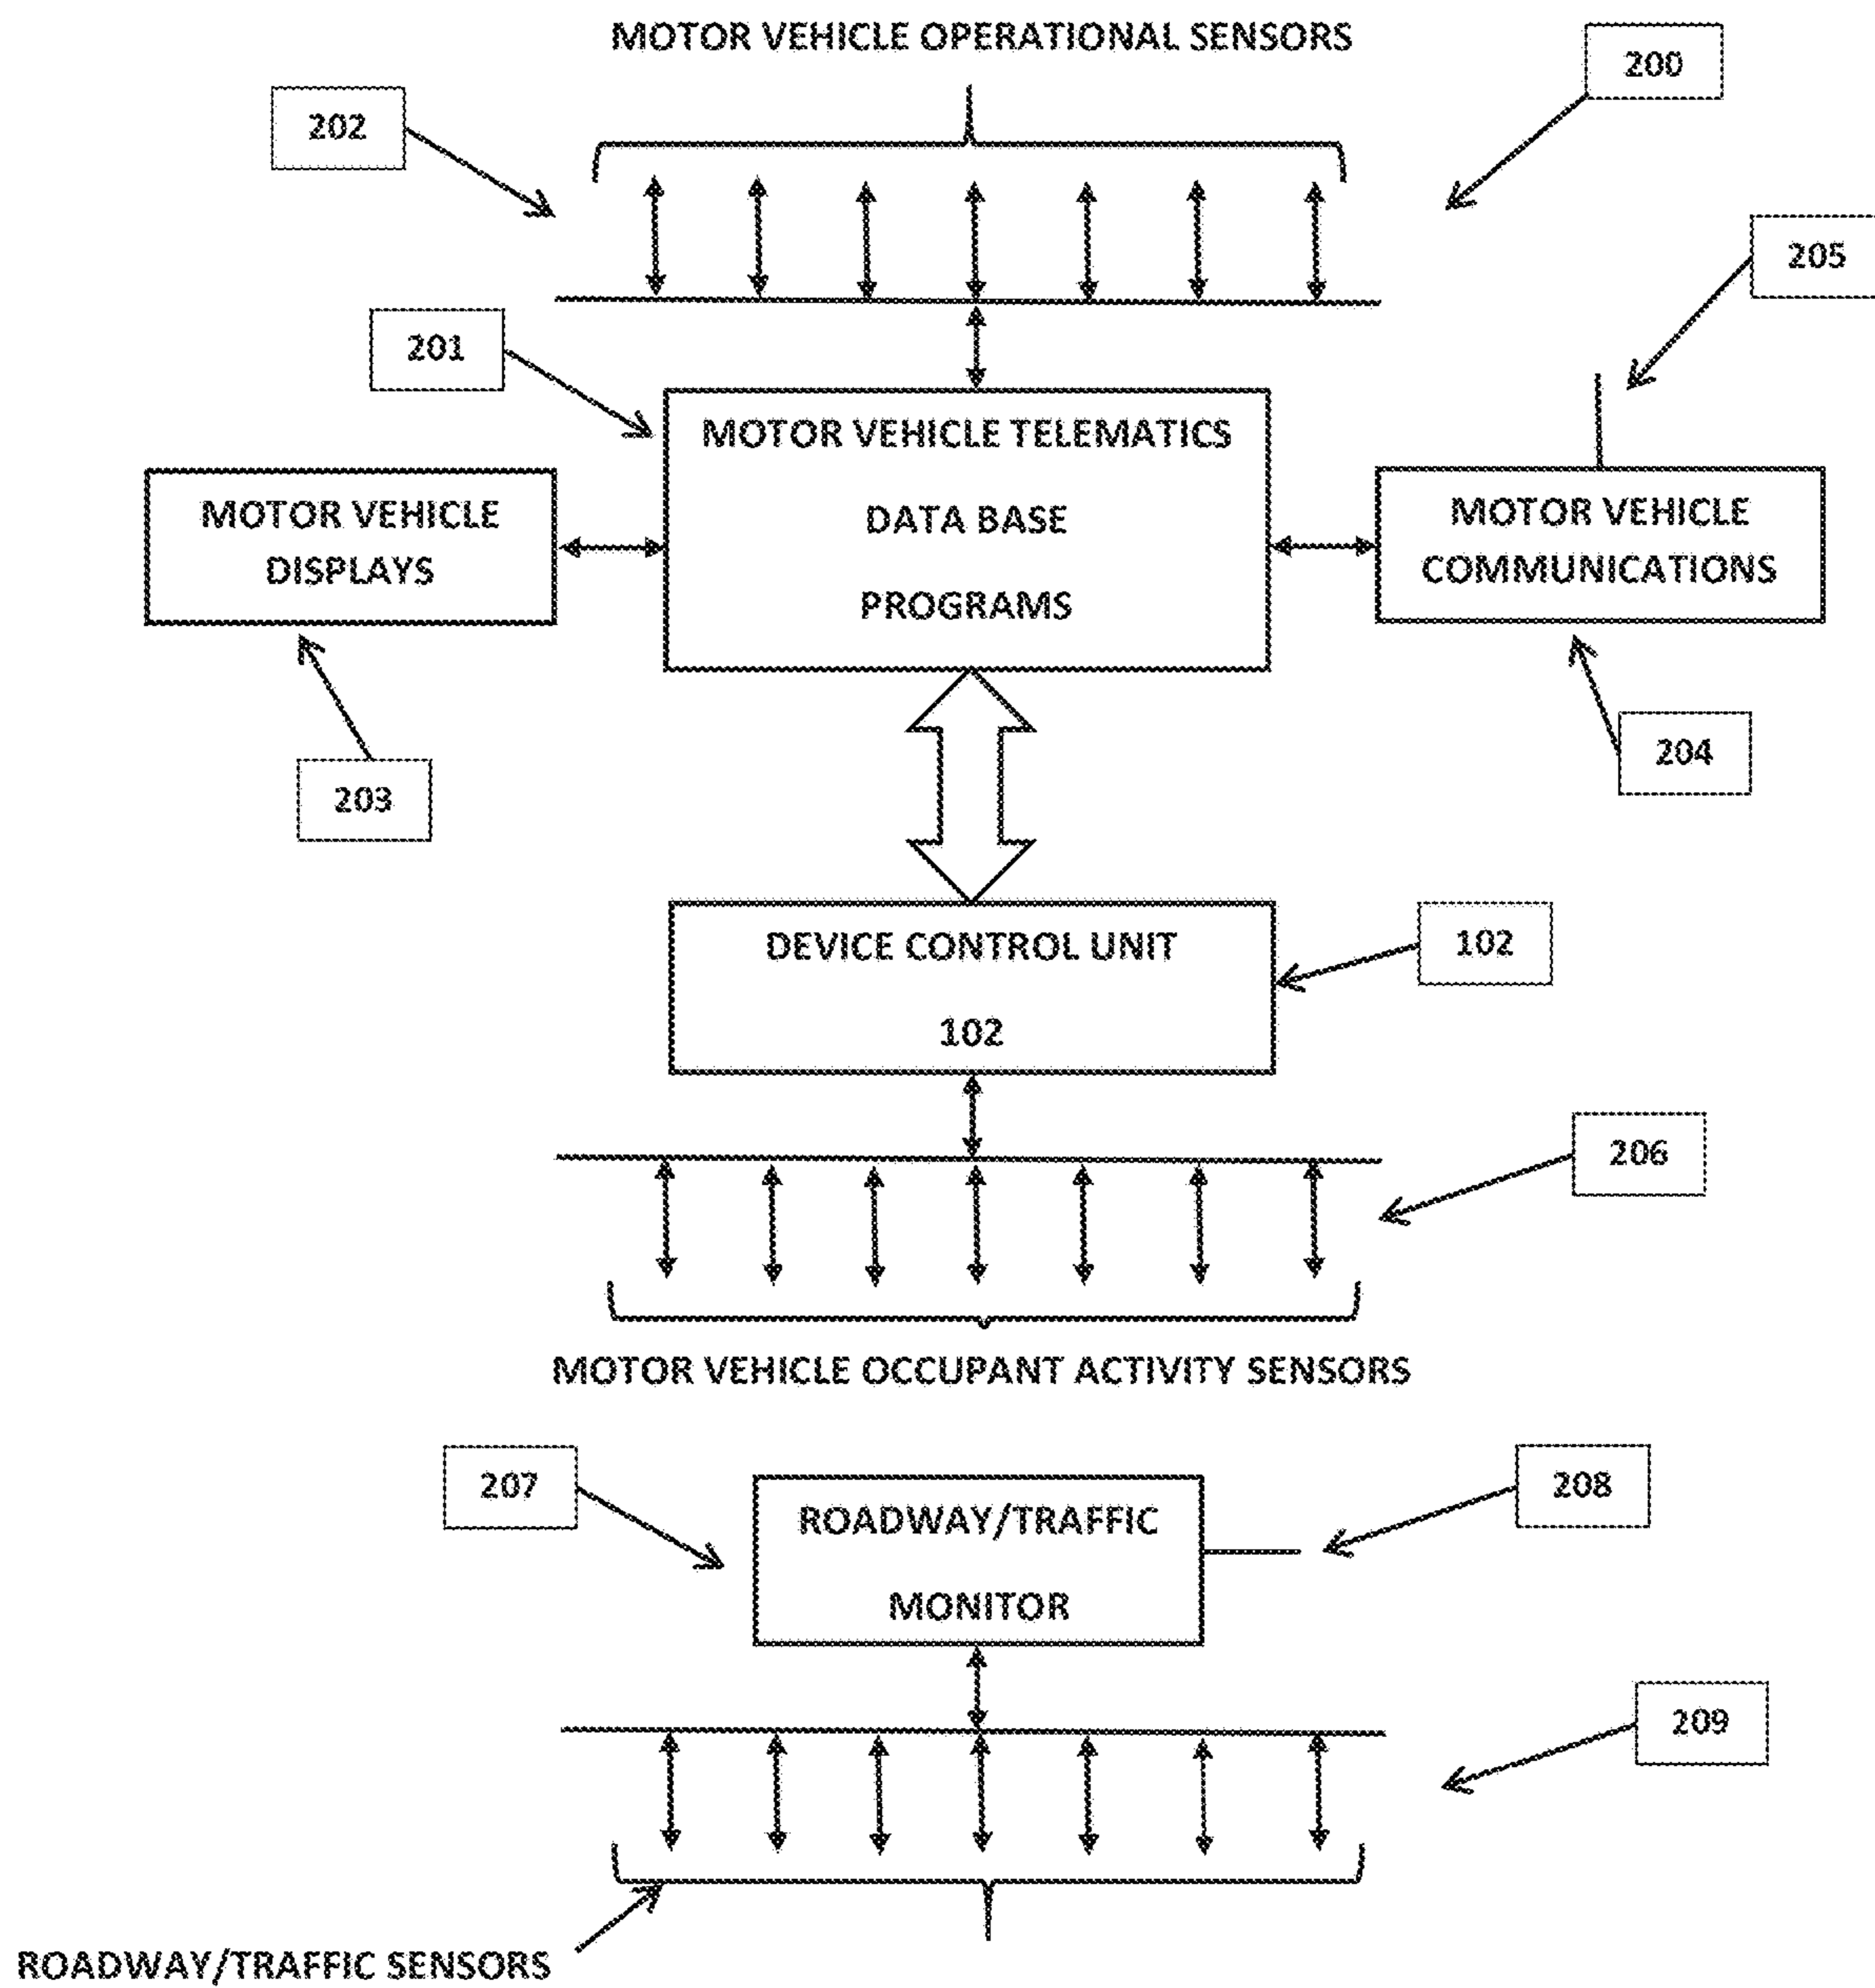 MOTOR VEHICLE OPERATIONAL SENSORS
200
202
205
201
MOTOR VEHICLE TELEMATICS
DATA BASE
PROGRAMS
MOTOR VEHICLE
DISPLAYS
MOTOR VEHICLE
COMMUNICATIONS
203
204
DEVICE CONTROL UNIT
102
102
206
MOTOR VEHICLE OCCUPANT ACTIVITY SENSORS
207
208
ROADWAY/TRAFFIC
MONITOR
209
ROADWAY/TRAFFIC SENSORS